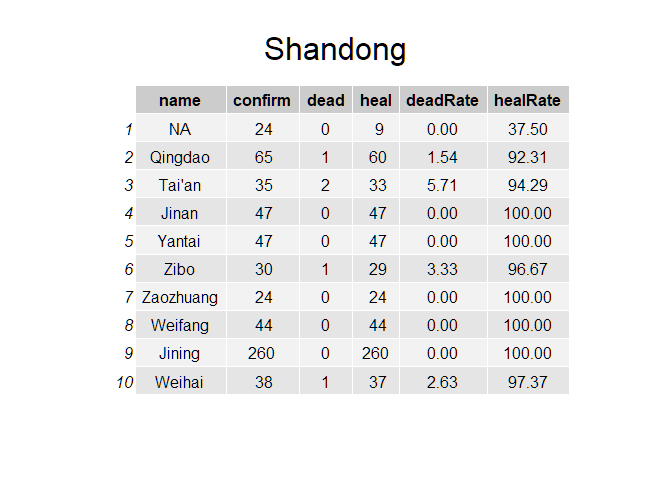 Shandong
name confirm dead heal deadRate healRate
1 NA 24 0 9 0.00 37.50
2 Qingdao 65 1 60 1.54 92.31
3 Tai'an 35 2 33 5.71 94.29
4 Jinan 47 0 47 0.00 100.00
5 Yantai 47 0 47 0.00 100.00
6 Zibo 30 1 29 3.33 96.67
7 Zaozhuang 24 0 24 0.00 100.00
8 Weifang 44 0 44 0.00 100.00
9 Jining 260 0 260 0.00 100.00
10 Weihai 38 1 37 2.63 97.37